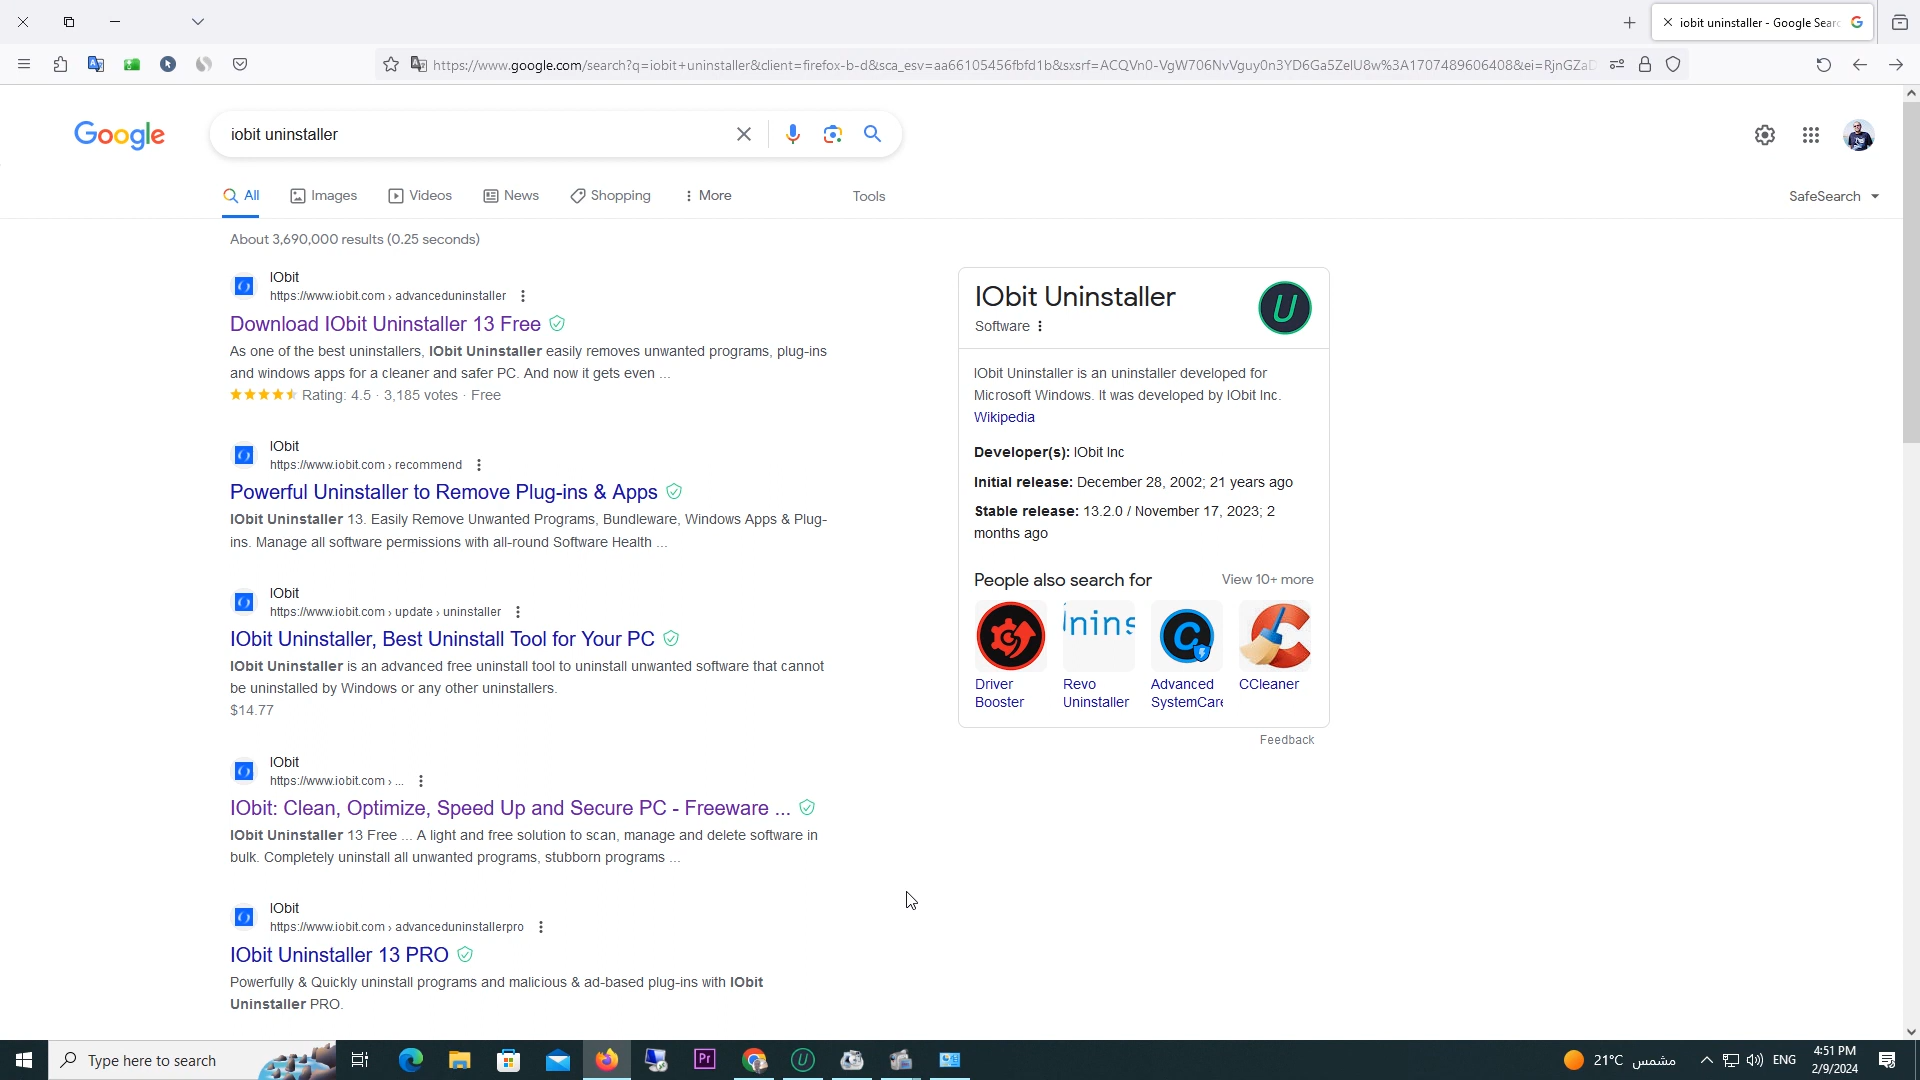 iobit uninstaller - Google Sear
https://www.google.com/search?q=iobit+uninstaller&client=firefox-b-d&sca_esv=aa66105456fbfd1b&sxsrf=ACQVn0-VgW706NvVguy0n3YD6Ga5ZelU8w%3A1707489606408&ei=RjnGZaD
Google
iobit uninstaller
All Images Videos News Shopping More Tools SafeSearch
About 3,690,000 results (0.25 seconds)
IObit
https://www.iobit.com › advanceduninstaller
Download IObit Uninstaller 13 Free
As one of the best uninstallers, IObit Uninstaller easily removes unwanted programs, plug-ins
and windows apps for a cleaner and safer PC. And now it gets even ...
Rating: 4.5 · 3,185 votes · Free
IObit
https://www.iobit.com › recommend
Powerful Uninstaller to Remove Plug-ins & Apps
IObit Uninstaller 13. Easily Remove Unwanted Programs, Bundleware, Windows Apps & Plug-
ins. Manage all software permissions with all-round Software Health ...
IObit
https://www.iobit.com › update › uninstaller
IObit Uninstaller, Best Uninstall Tool for Your PC
IObit Uninstaller is an advanced free uninstall tool to uninstall unwanted software that cannot
be uninstalled by Windows or any other uninstallers.
$14.77
IObit
https://www.iobit.com › ...
IObit: Clean, Optimize, Speed Up and Secure PC - Freeware ...
IObit Uninstaller 13 Free ... A light and free solution to scan, manage and delete software in
bulk. Completely uninstall all unwanted programs, stubborn programs ...
IObit
https://www.iobit.com › advanceduninstallerpro
IObit Uninstaller 13 PRO
Powerfully & Quickly uninstall programs and malicious & ad-based plug-ins with IObit
Uninstaller PRO.
IObit Uninstaller
Software
U
IObit Uninstaller is an uninstaller developed for
Microsoft Windows. It was developed by IObit Inc.
Wikipedia
Developer(s): IObit Inc
Initial release: December 28, 2002; 21 years ago
Stable release: 13.2.0 / November 17, 2023; 2
months ago
People also search for View 10+ more
Driver
Booster
Revo
Uninstaller
Advanced
SystemCare
CCleaner
Feedback
Type here to search
Pr
21°C مشمس
ENG
4:51 PM
2/9/2024